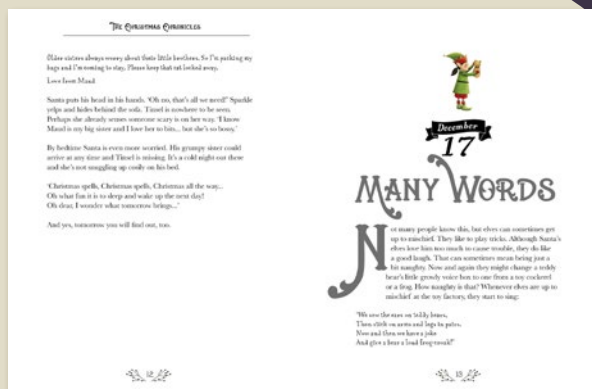 The Christmas Chronicles
Older sisters always worry about their little brothers. So I'm packing my
bags and I'm coming to stay. Please keep that cat locked away.
Love from Maud
Santa puts his head in his hands. 'Oh no, that's all we need!' Sparkle
yelps and hides behind the sofa. Tinsel is nowhere to be seen.
Perhaps she already senses someone scary is on her way. 'I know
Maud is my big sister and I love her to bits... but she's so bossy.'
By bedtime Santa is even more worried. His grumpy sister could
arrive at any time and Tinsel is missing. It's a cold night out there
and she's not snuggling up cosily on his bed.
'Christmas spells, Christmas spells, Christmas all the way...
Oh what fun it is to sleep and wake up the next day!
Oh dear, I wonder what tomorrow brings...'
And yes, tomorrow you will find out, too.
12
December
17
Many Words
Not many people know this, but elves can sometimes get
up to mischief. They like to play tricks. Although Santa's
elves love him too much to cause trouble, they do like
a good laugh. That can sometimes mean being just a
bit naughty. Now and again they might change a teddy
bear's little growly voice box to one from a toy cockerel
or a frog. How naughty is that? Whenever elves are up to
mischief at the toy factory, they start to sing:
'We sew the ears on teddy bears,
Then stitch on arms and legs in pairs.
Now and then we have a joke
And give a bear a loud frog-croak!'
13